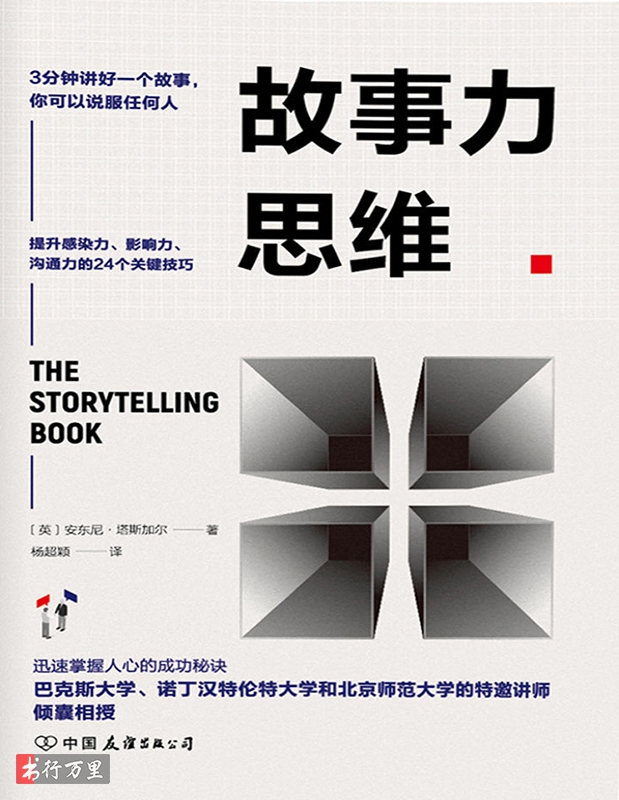 3分钟讲好一个故事，
你可以说服任何人
故事力
思维
提升感染力、影响力、
沟通力的24个关键技巧
THE
STORYTELLING
BOOK
［英］安东尼·塔斯加尔 —— 著
杨超颖 —— 译
迅速掌握人心的成功秘诀
巴克斯大学、诺丁汉特伦特大学和北京师范大学的特邀讲师
倾囊相授
中国友谊出版公司
书行万里